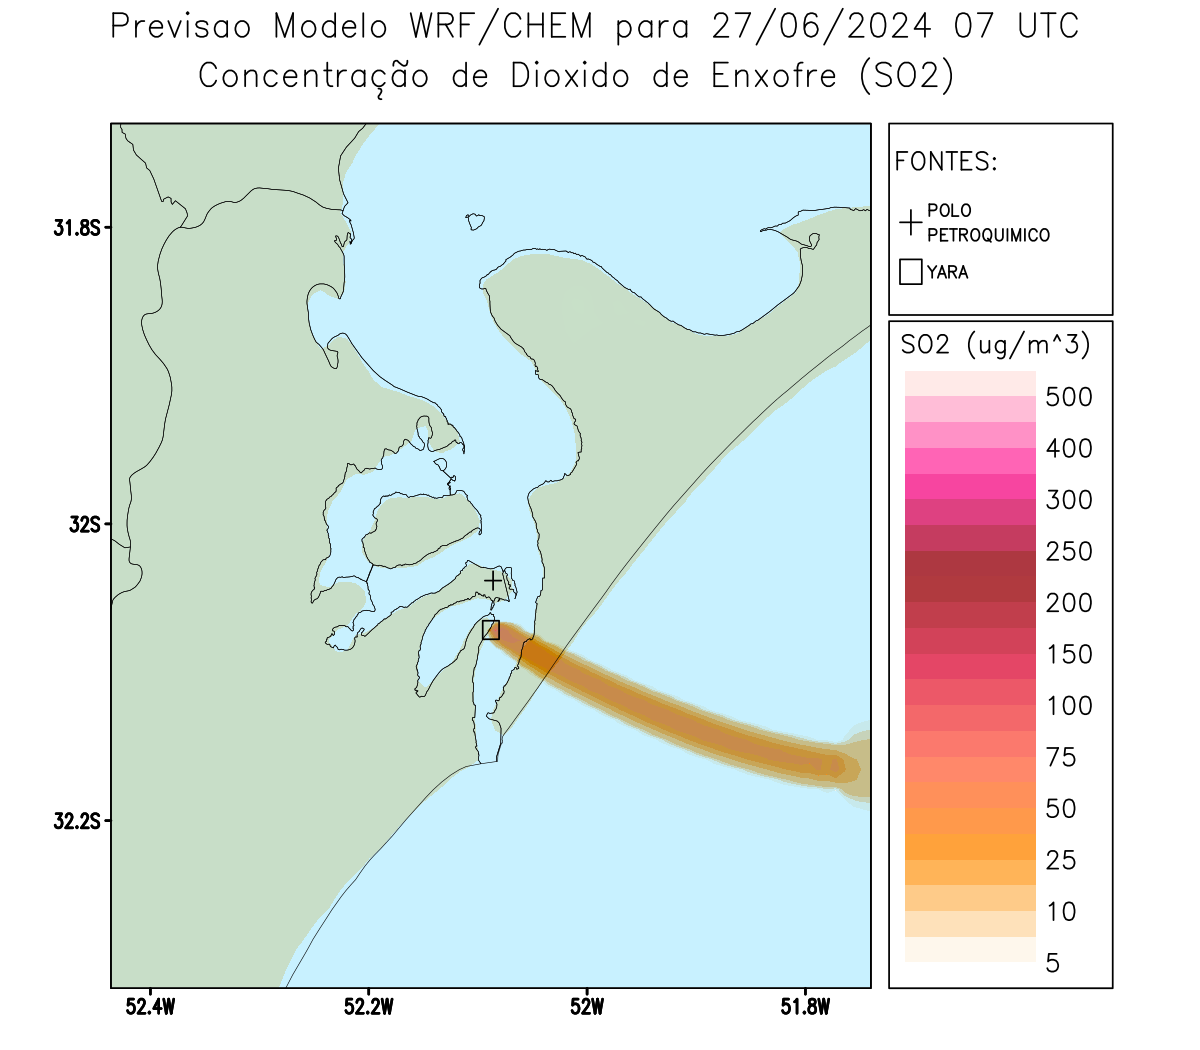 Previsao Modelo WRF/CHEM para 27/06/2024 07 UTC
Concentração de Dioxido de Enxofre (SO2)
FONTES:
POLO
PETROQUIMICO
YARA
31.8S
32S
32.2S
52.4W
52.2W
52W
51.8W
SO2 (ug/m^3)
500
400
300
250
200
150
100
75
50
25
10
5